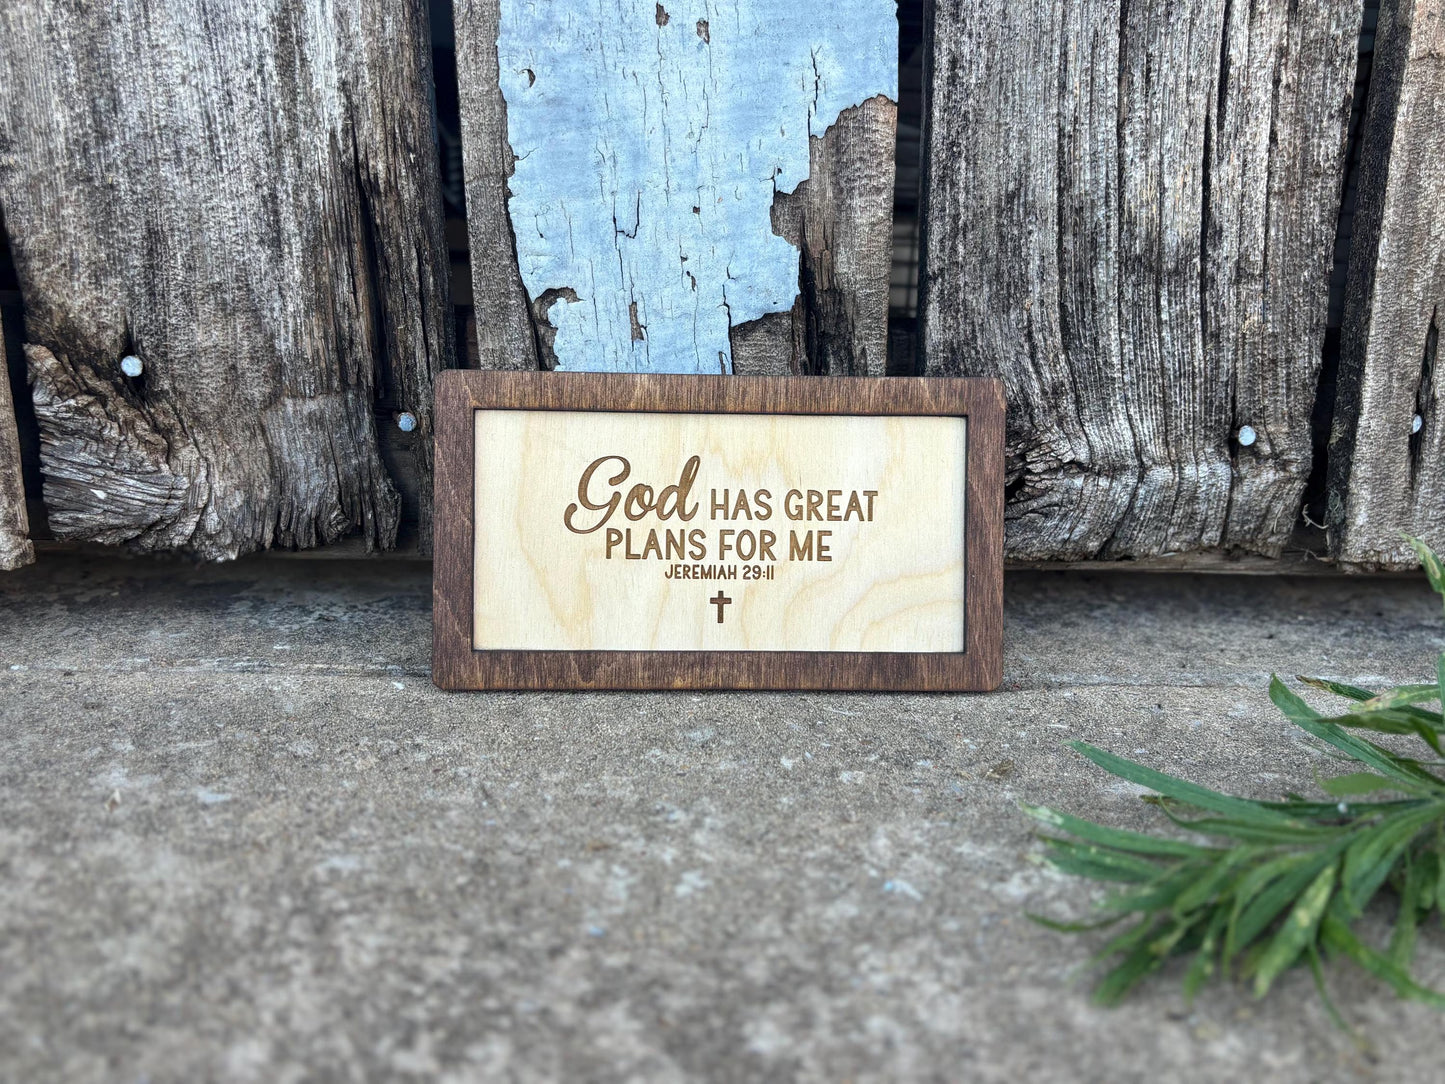 God HAS GREAT
PLANS FOR ME
JEREMIAH 29:11